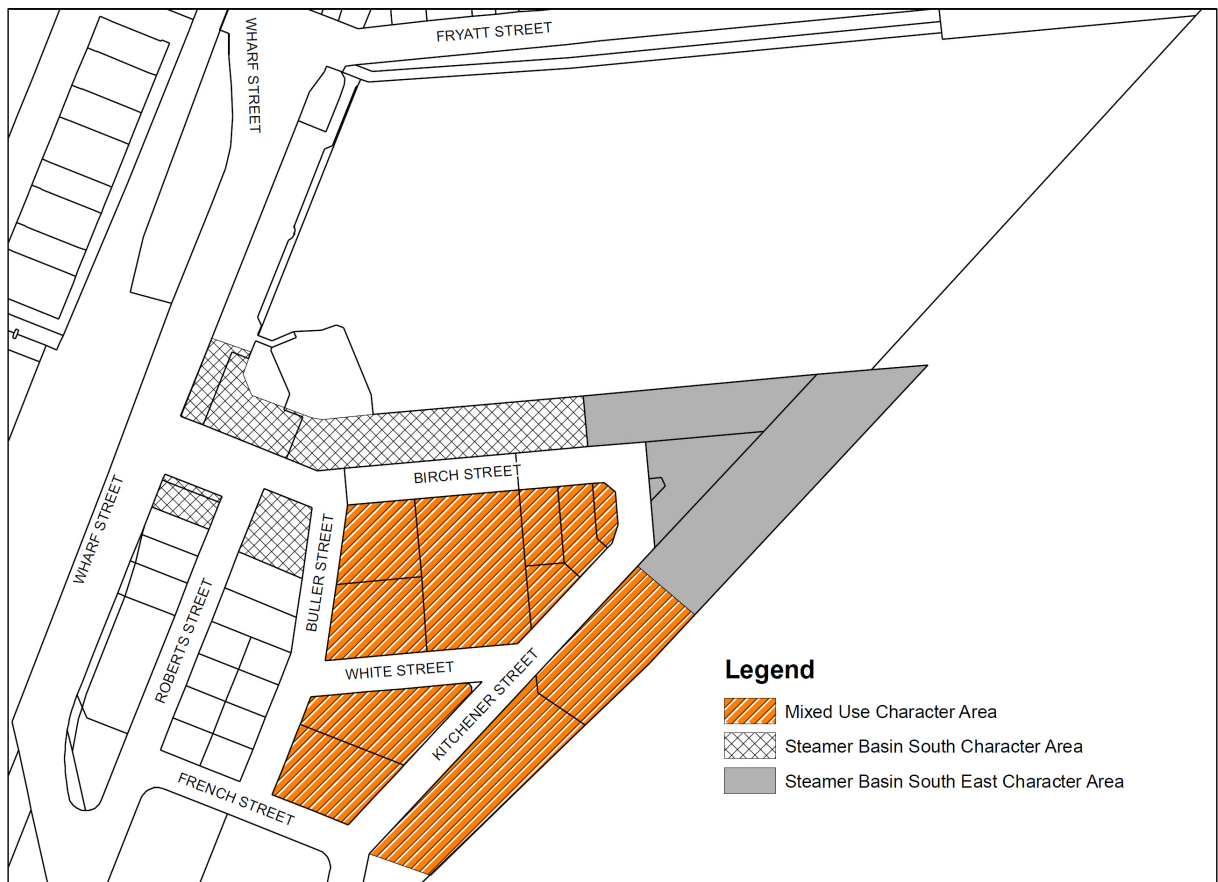 FRYATT STREET
WHARF STREET
BIRCH STREET
WHARF STREET
BULLER STREET
ROBERTS STREET
WHITE STREET
KITCHENER STREET
FRENCH STREET
Legend
Mixed Use Character Area
Steamer Basin South Character Area
Steamer Basin South East Character Area